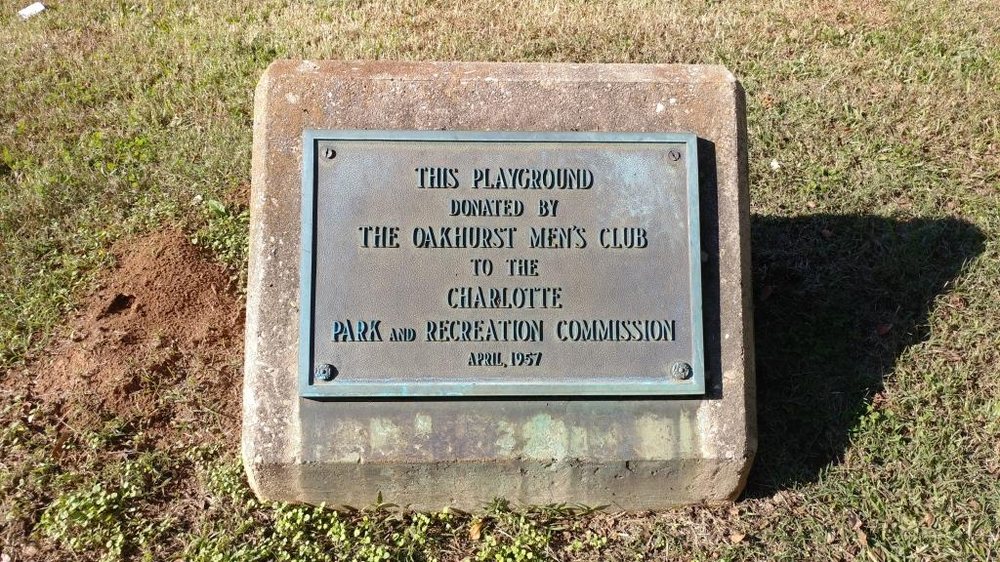 THIS PLAYGROUND
DONATED BY
THE OAKHURST MEN'S CLUB
TO THE
CHARLOTTE
PARK AND RECREATION COMMISSION
APRIL, 1957